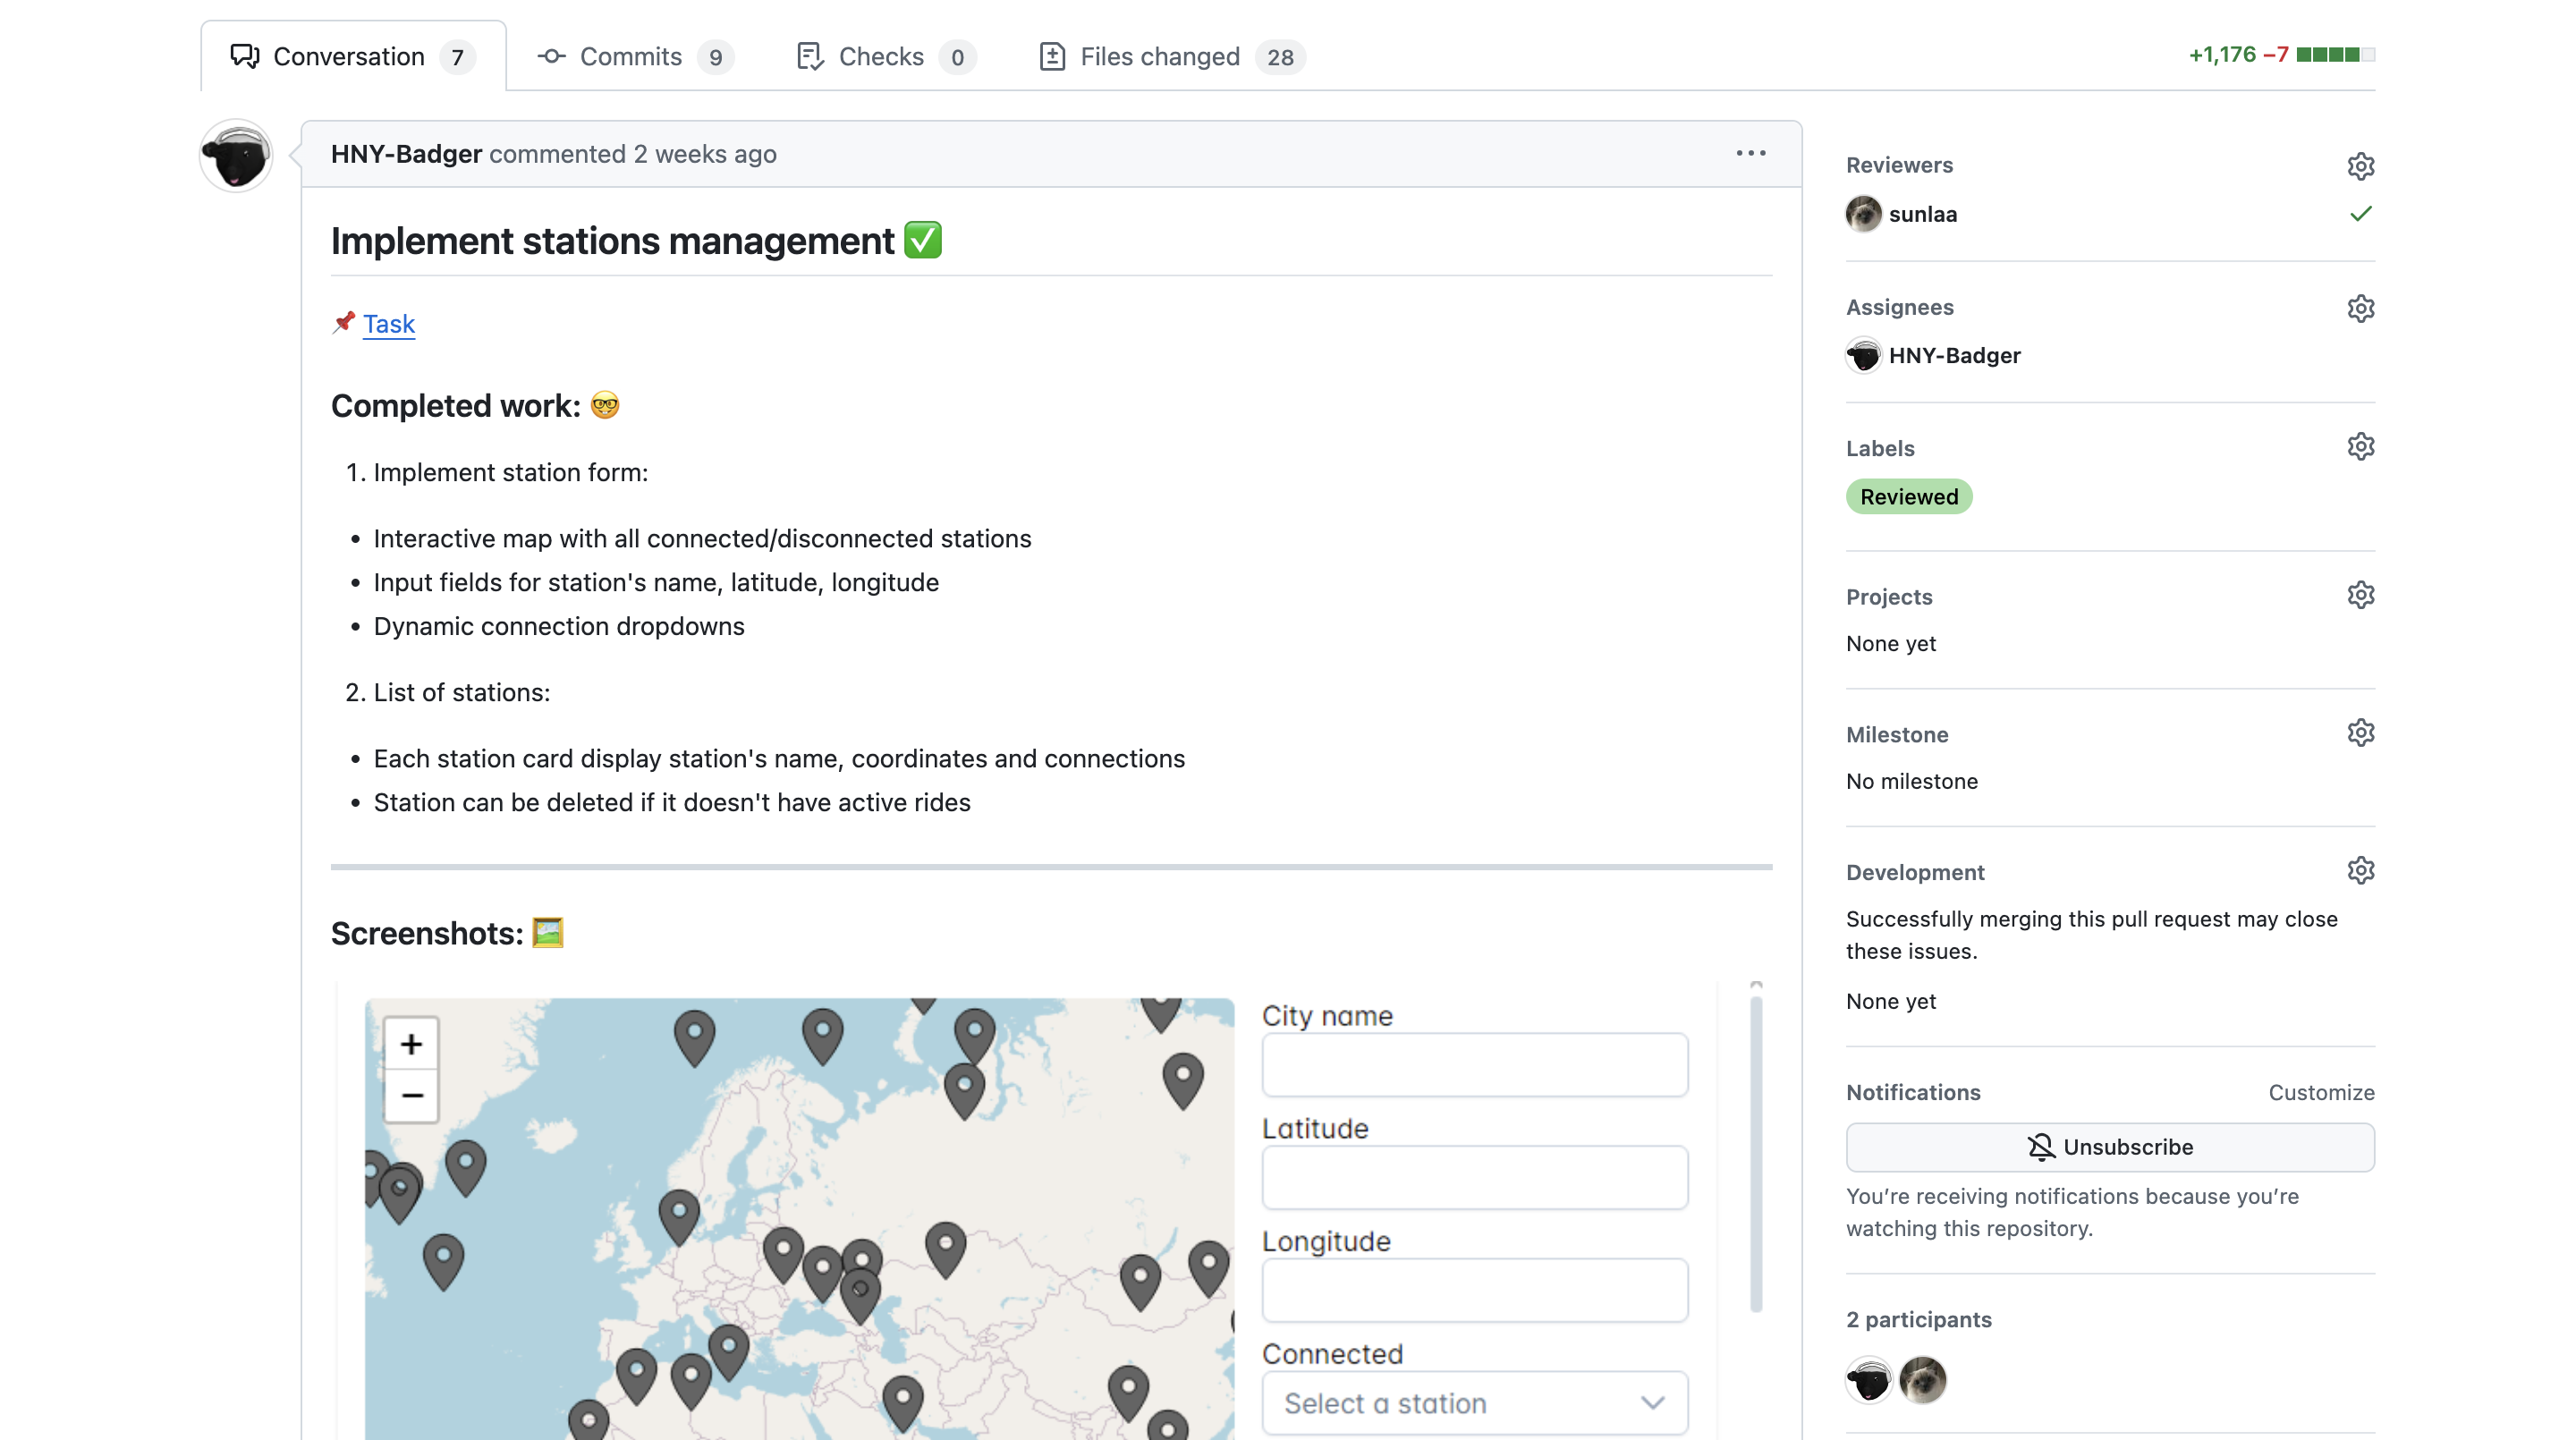 Conversation 7
Commits 9
Checks 0
Files changed 28
+1,176 −7
HNY-Badger commented 2 weeks ago
Implement stations management ✅
📌 Task
Completed work: 🤓
1. Implement station form:
• Interactive map with all connected/disconnected stations
• Input fields for station's name, latitude, longitude
• Dynamic connection dropdowns
2. List of stations:
• Each station card display station's name, coordinates and connections
• Station can be deleted if it doesn't have active rides
Screenshots: 🖼️
+
−
City name
Latitude
Longitude
Connected
Select a station
Reviewers
sunlaa
Assignees
HNY-Badger
Labels
Reviewed
Projects
None yet
Milestone
No milestone
Development
Successfully merging this pull request may close
these issues.
None yet
Notifications
Customize
Unsubscribe
You’re receiving notifications because you’re
watching this repository.
2 participants